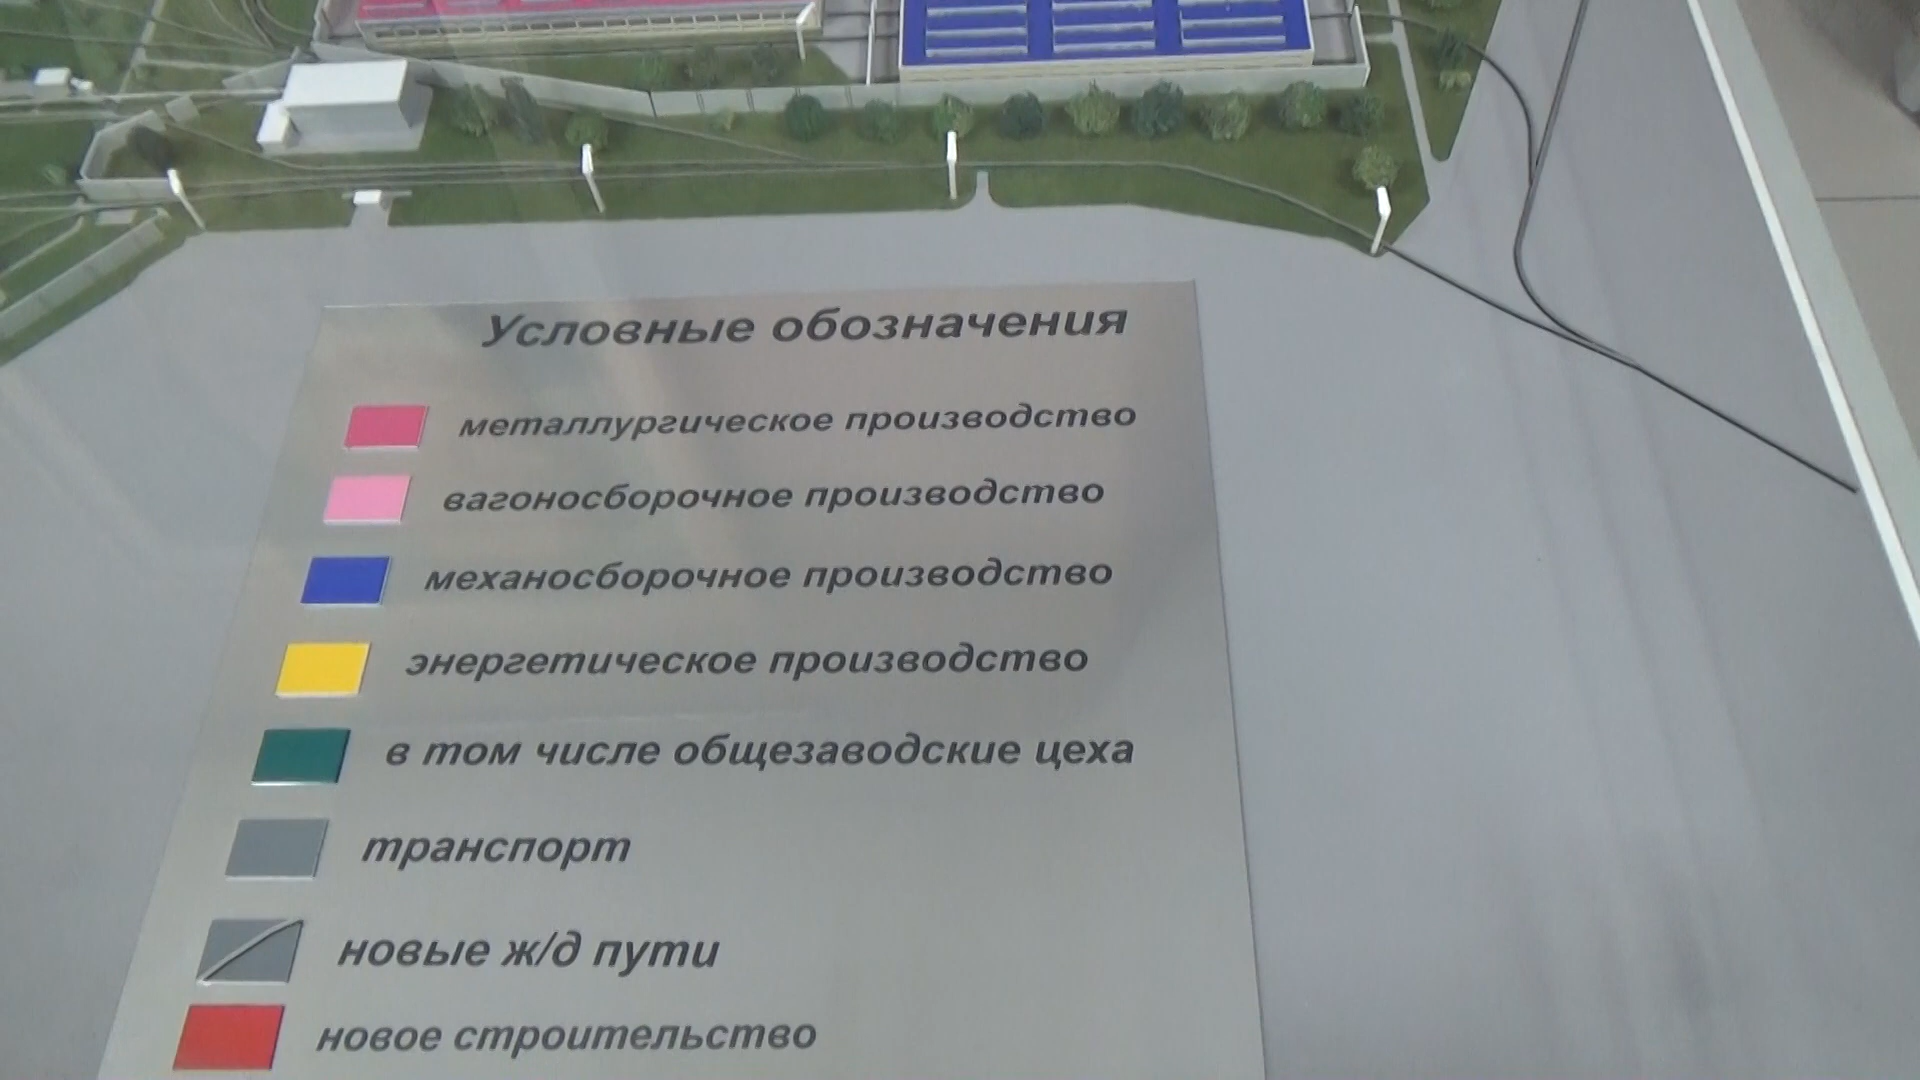 Условные обозначения
металлургическое производство
вагоносборочное производство
механосборочное производство
энергетическое производство
в том числе общезаводские цеха
транспорт
новые ж/д пути
новое строительство